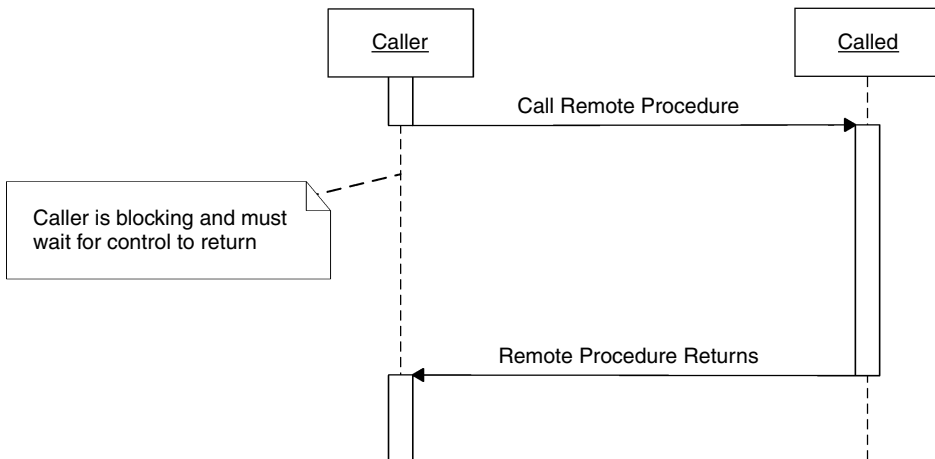 Caller
Called
Call Remote Procedure
Caller is blocking and must
wait for control to return
Remote Procedure Returns